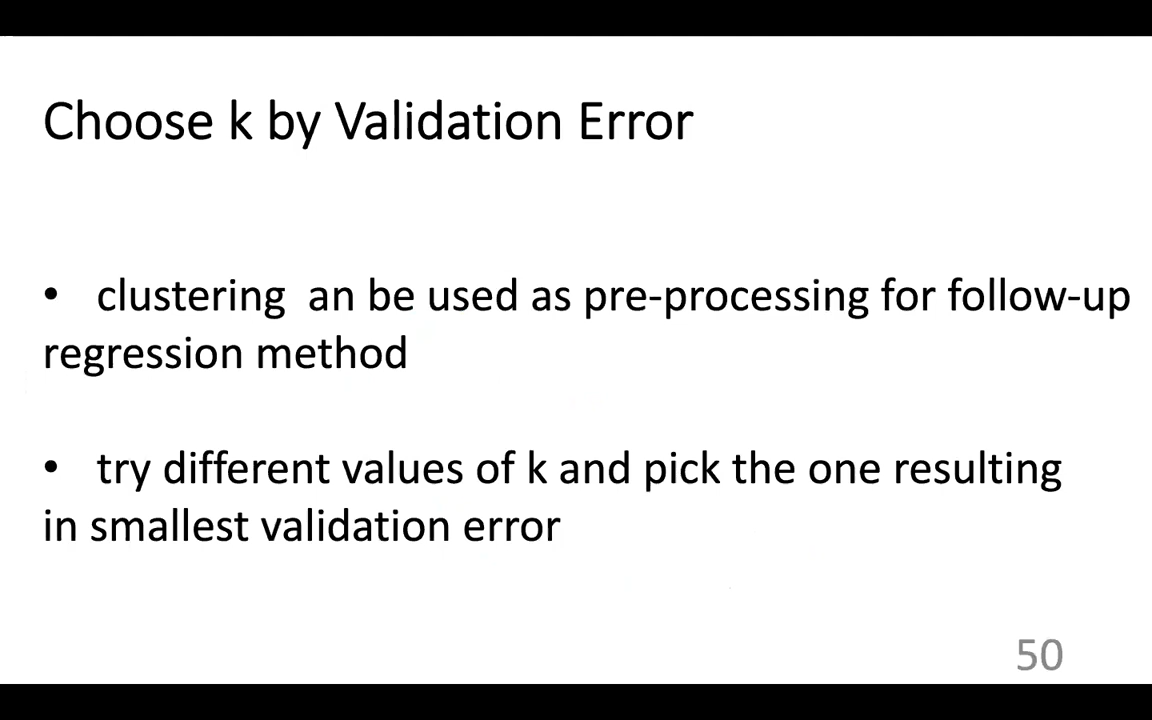 Choose k by Validation Error
• clustering  an be used as pre-processing for follow-up
regression method
• try different values of k and pick the one resulting
in smallest validation error
50